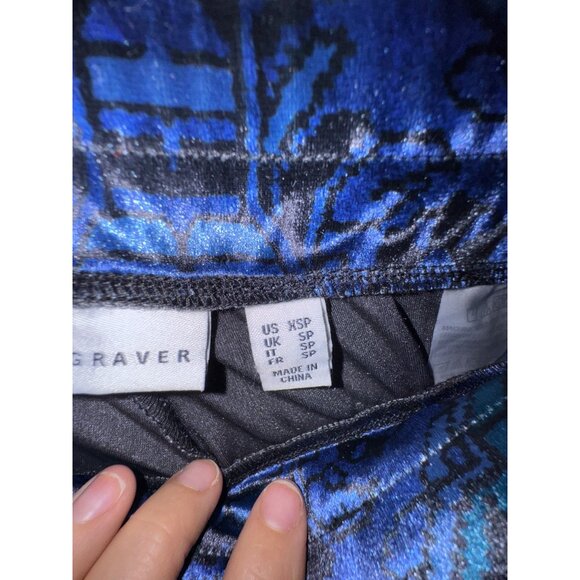 GRAVER
US XSP
UK SP
IT SP
FR SP
MADE IN
CHINA